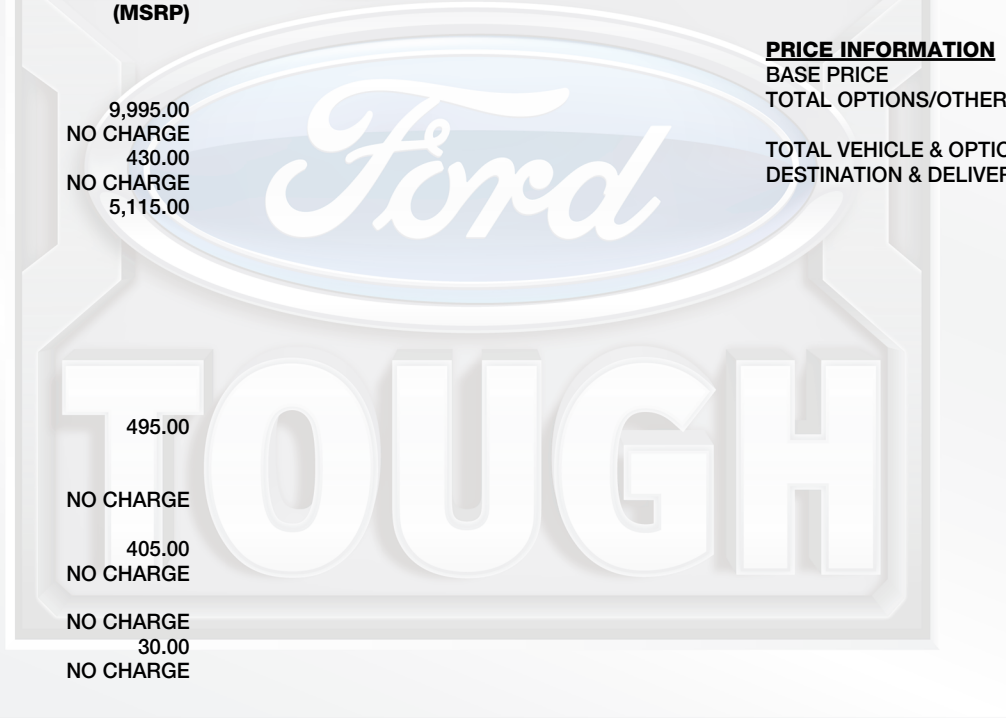 (MSRP)
9,995.00
NO CHARGE
430.00
NO CHARGE
5,115.00
495.00
NO CHARGE
405.00
NO CHARGE
NO CHARGE
30.00
NO CHARGE
PRICE INFORMATION
BASE PRICE
TOTAL OPTIONS/OTHER
TOTAL VEHICLE & OPTIO
DESTINATION & DELIVER
Ford
TOUGH